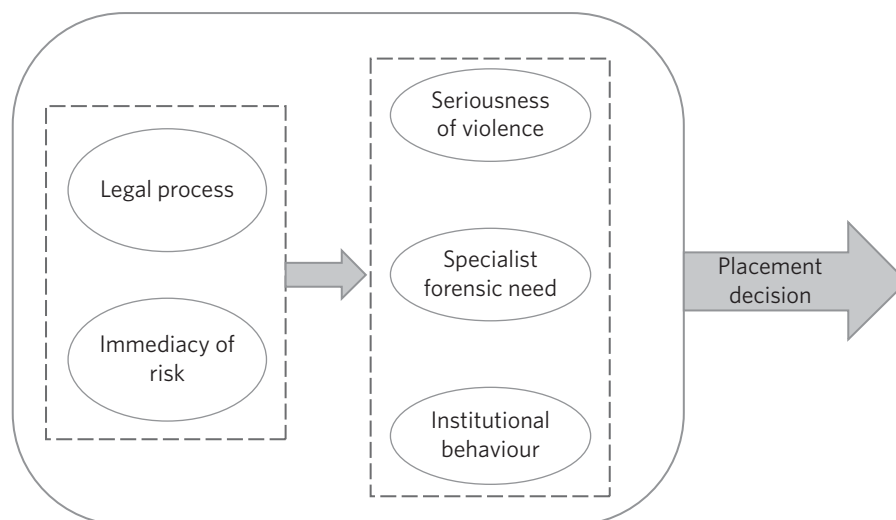 Legal process
Immediacy of
risk
Seriousness
of violence
Specialist
forensic need
Institutional
behaviour
Placement
decision